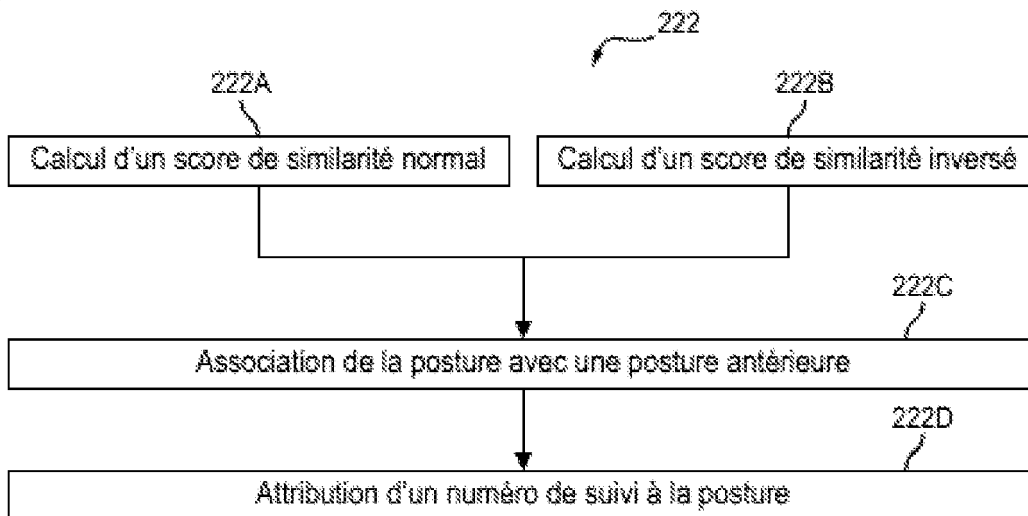 222
222A
222B
Calcul d'un score de similarité normal
Calcul d'un score de similarité inversé
222C
Association de la posture avec une posture antérieure
222D
Attribution d'un numéro de suivi à la posture